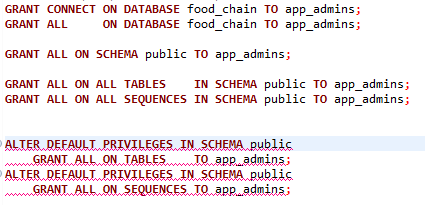 GRANT CONNECT ON DATABASE food_chain TO app_admins;
GRANT ALL     ON DATABASE food_chain TO app_admins;
GRANT ALL ON SCHEMA public TO app_admins;
GRANT ALL ON ALL TABLES    IN SCHEMA public TO app_admins;
GRANT ALL ON ALL SEQUENCES IN SCHEMA public TO app_admins;
ALTER DEFAULT PRIVILEGES IN SCHEMA public
    GRANT ALL ON TABLES    TO app_admins;
ALTER DEFAULT PRIVILEGES IN SCHEMA public
    GRANT ALL ON SEQUENCES TO app_admins;